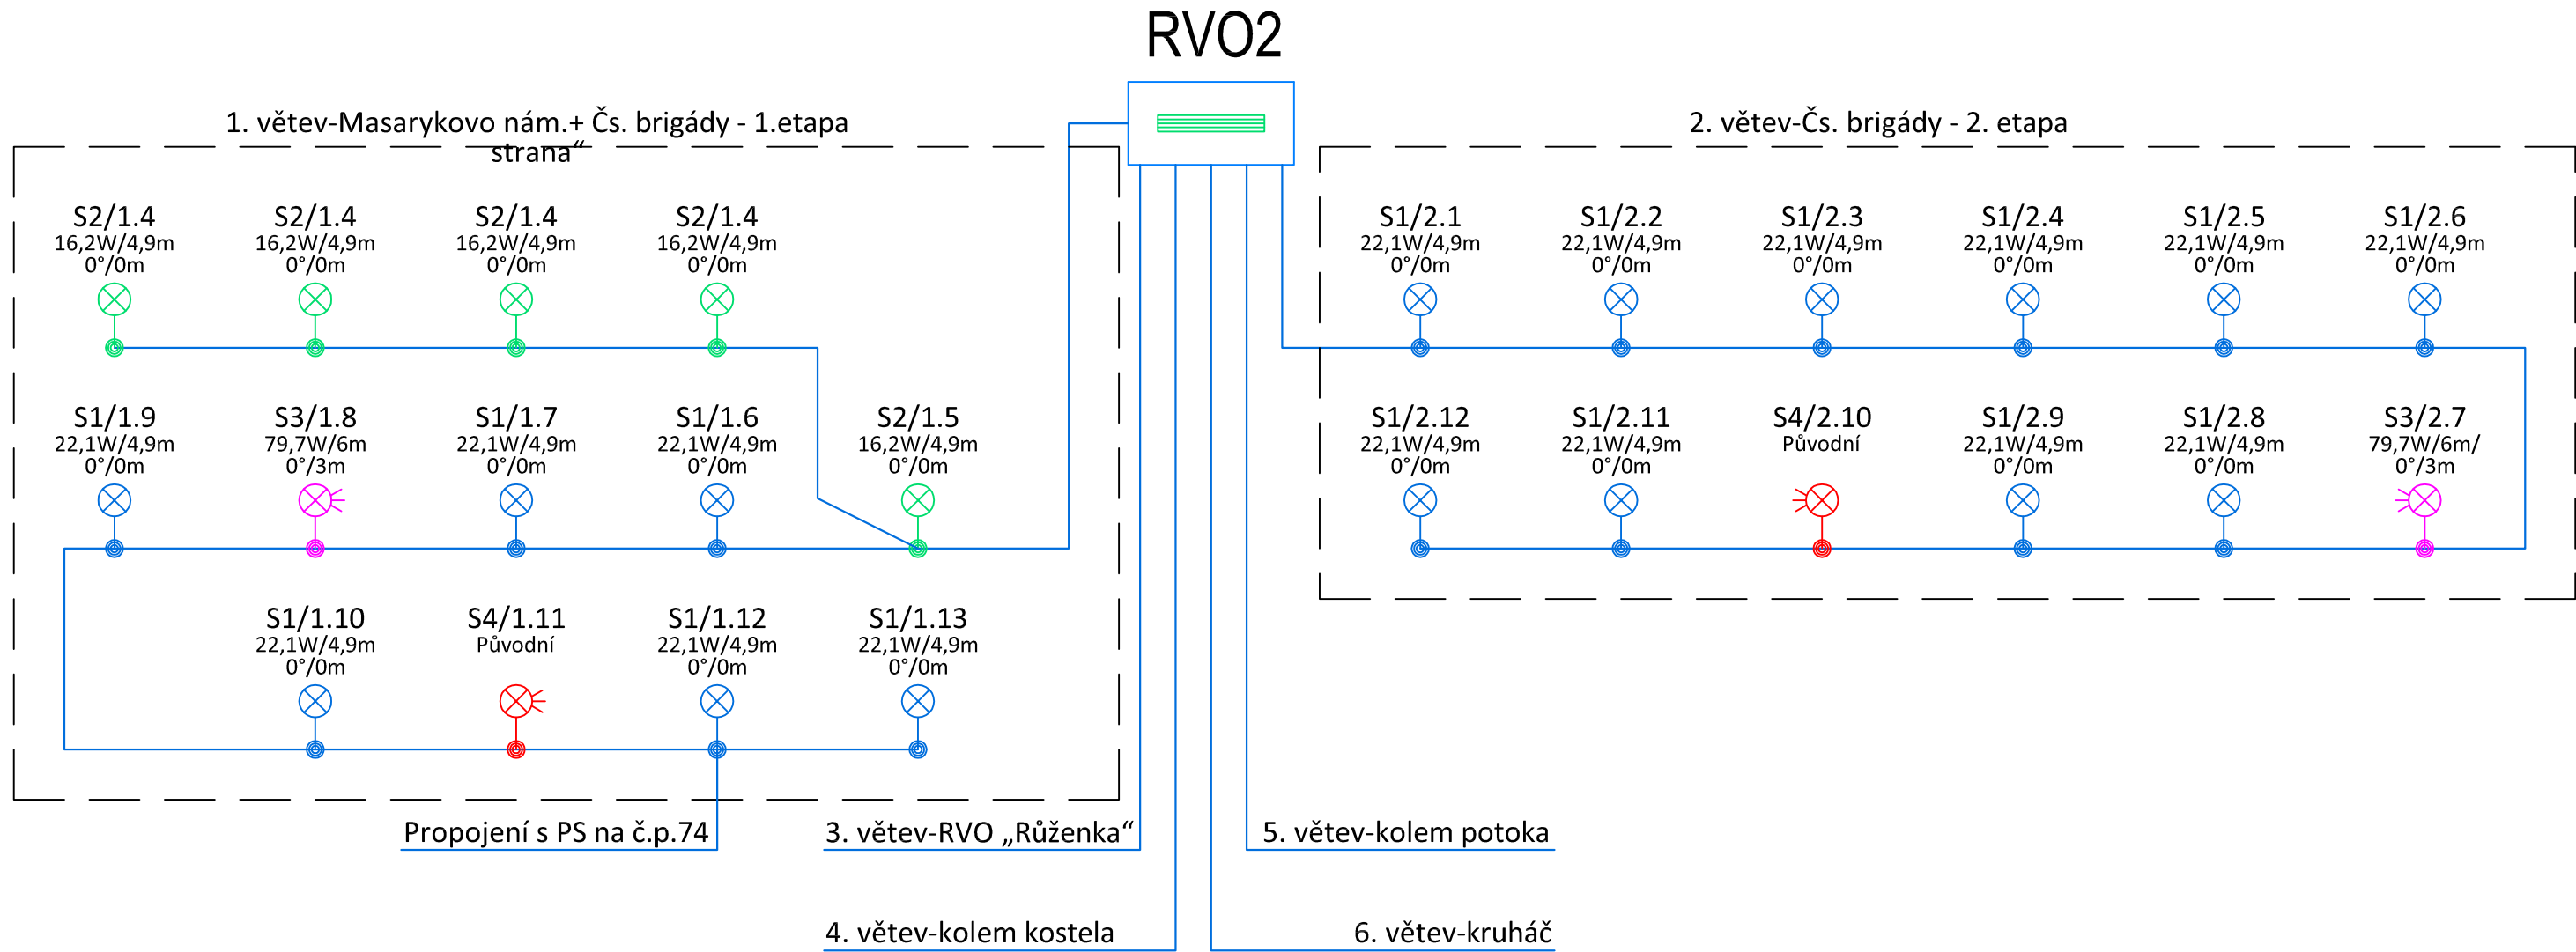 RVO2
1. větev-Masarykovo nám.+ Čs. brigády - 1.etapa
strana“
2. větev-Čs. brigády - 2. etapa
S2/1.4
16,2W/4,9m
0°/0m
S2/1.4
16,2W/4,9m
0°/0m
S2/1.4
16,2W/4,9m
0°/0m
S2/1.4
16,2W/4,9m
0°/0m
S1/1.9
22,1W/4,9m
0°/0m
S3/1.8
79,7W/6m
0°/3m
S1/1.7
22,1W/4,9m
0°/0m
S1/1.6
22,1W/4,9m
0°/0m
S2/1.5
16,2W/4,9m
0°/0m
S1/1.10
22,1W/4,9m
0°/0m
S4/1.11
Původní
S1/1.12
22,1W/4,9m
0°/0m
S1/1.13
22,1W/4,9m
0°/0m
S1/2.1
22,1W/4,9m
0°/0m
S1/2.2
22,1W/4,9m
0°/0m
S1/2.3
22,1W/4,9m
0°/0m
S1/2.4
22,1W/4,9m
0°/0m
S1/2.5
22,1W/4,9m
0°/0m
S1/2.6
22,1W/4,9m
0°/0m
S1/2.12
22,1W/4,9m
0°/0m
S1/2.11
22,1W/4,9m
0°/0m
S4/2.10
Původní
S1/2.9
22,1W/4,9m
0°/0m
S1/2.8
22,1W/4,9m
0°/0m
S3/2.7
79,7W/6m/
0°/3m
Propojení s PS na č.p.74
3. větev-RVO „Růženka“
5. větev-kolem potoka
4. větev-kolem kostela
6. větev-kruháč